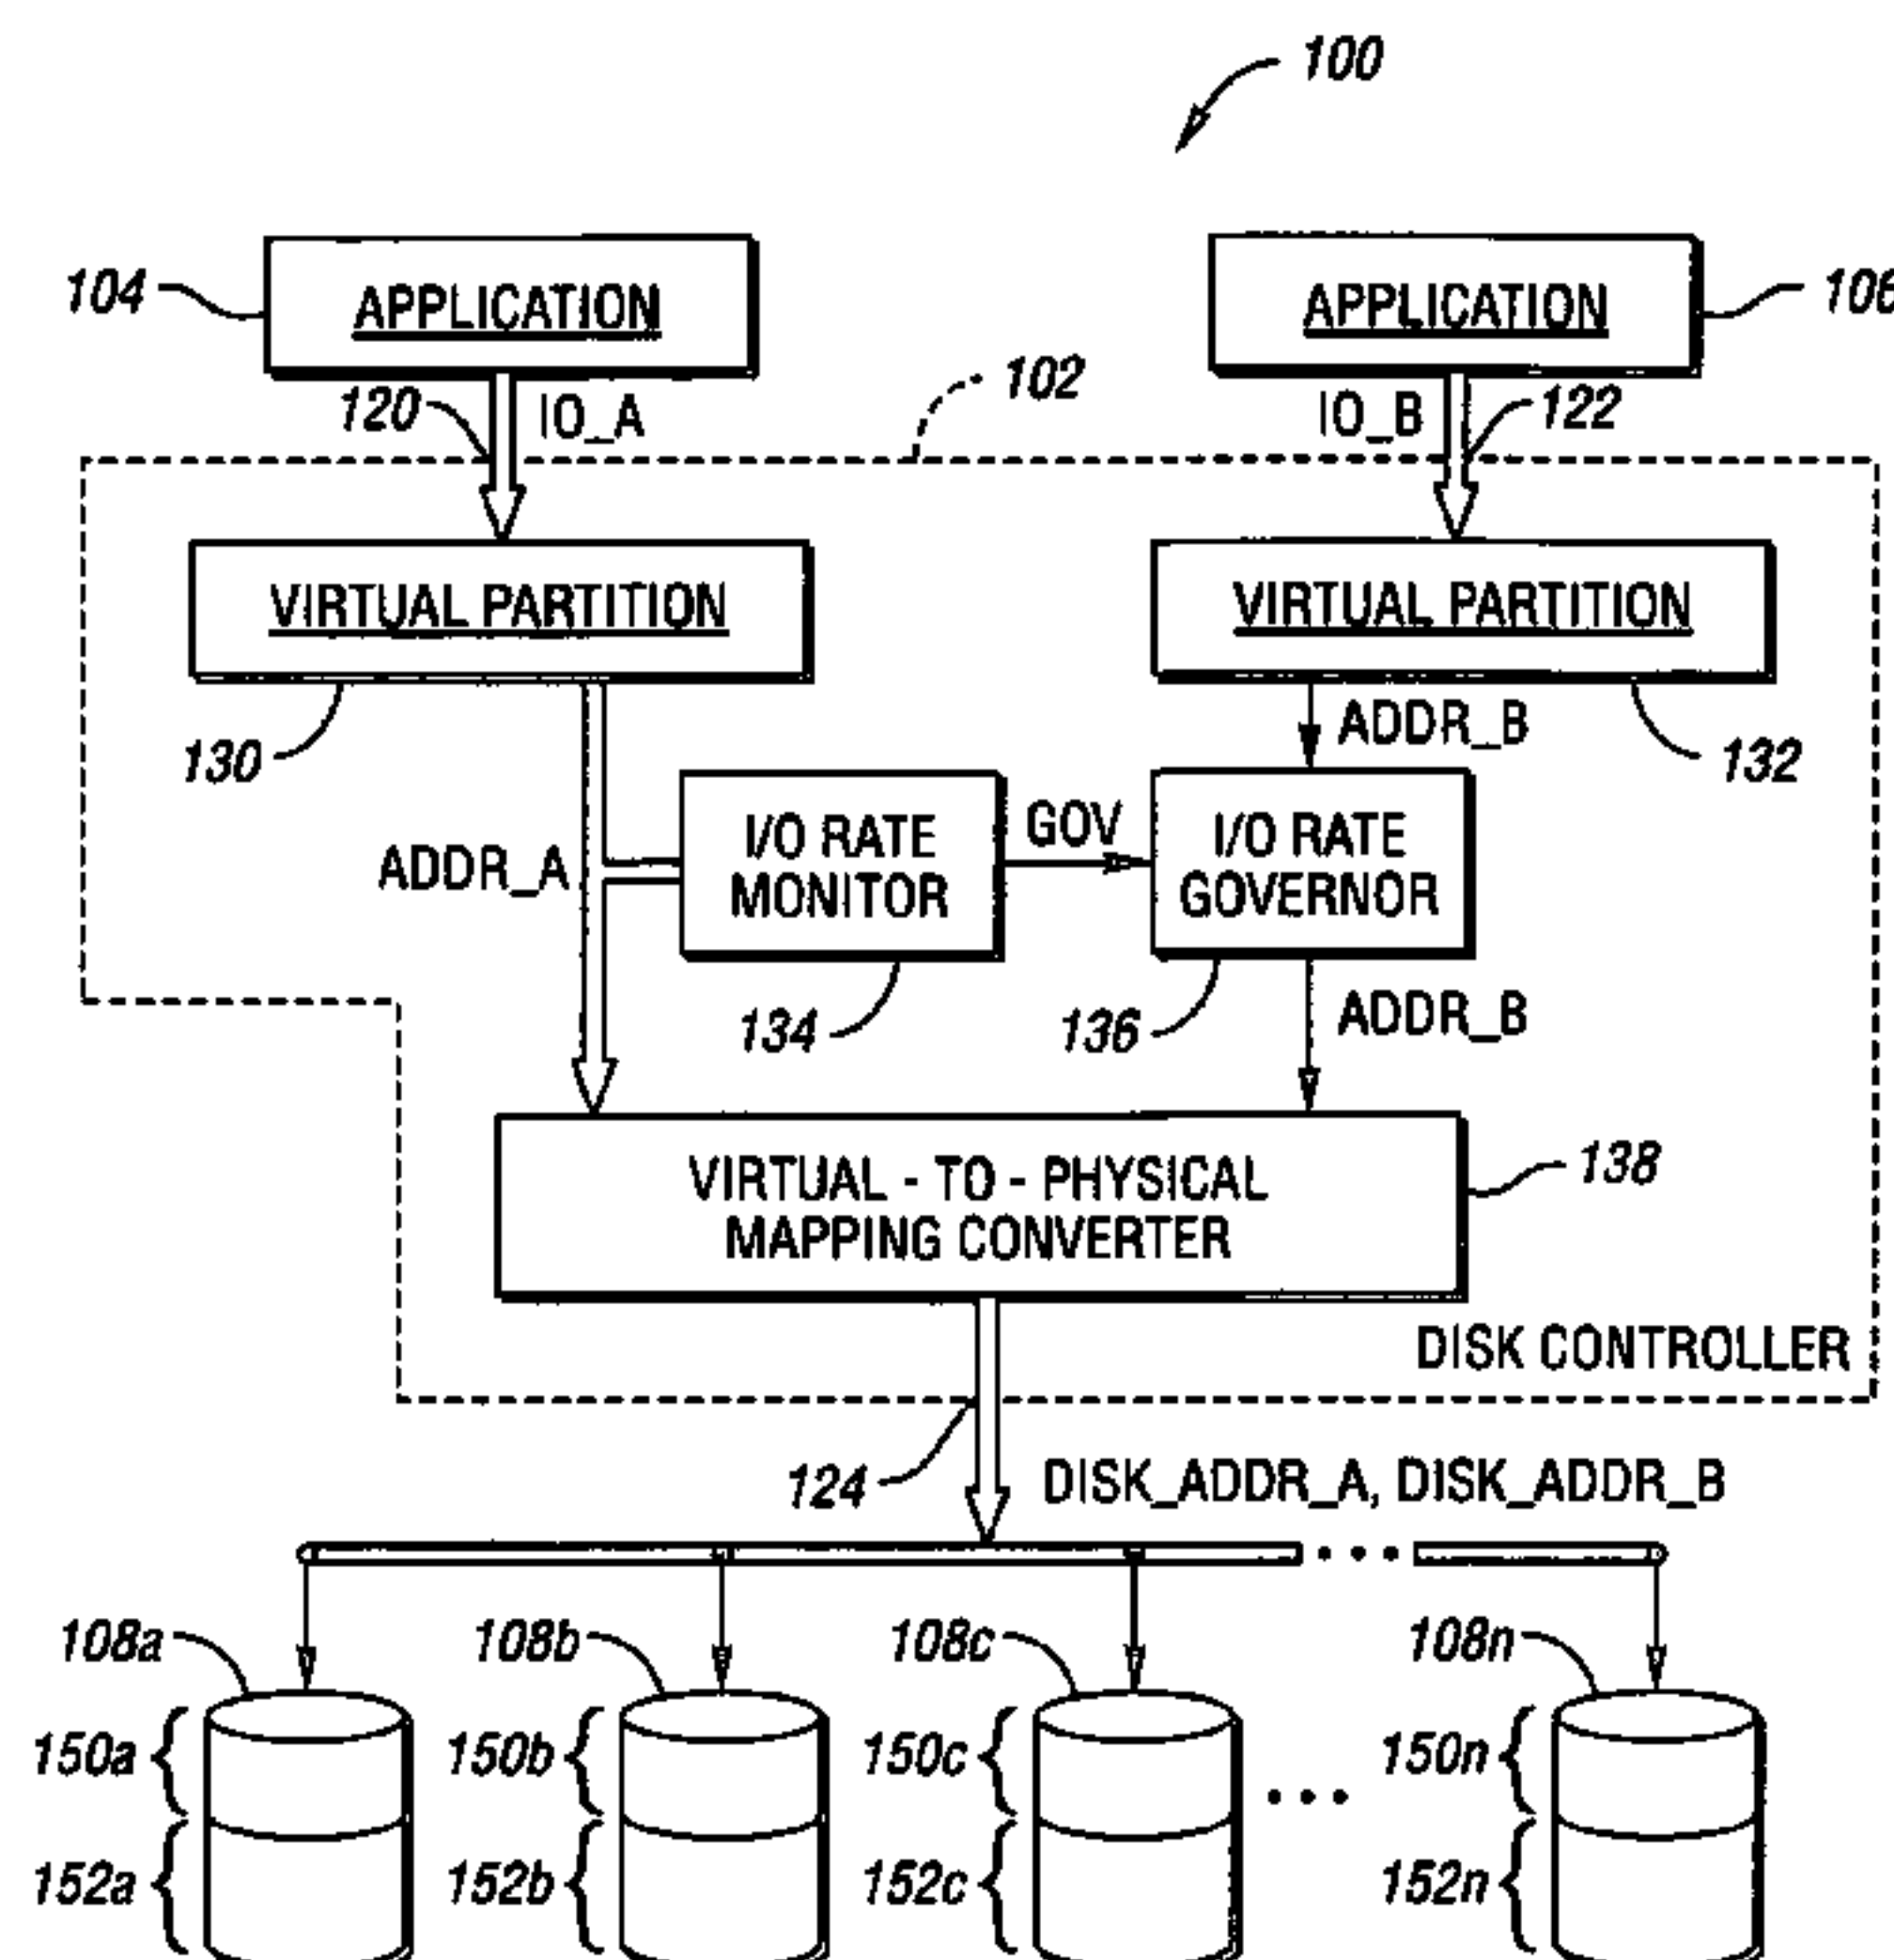 100
104
APPLICATION
APPLICATION
106
102
120
IO_A
IO_B
122
VIRTUAL PARTITION
VIRTUAL PARTITION
130
ADDR_B
132
I/O RATE
MONITOR
GOV
I/O RATE
GOVERNOR
ADDR_A
134
136
ADDR_B
VIRTUAL - TO - PHYSICAL
MAPPING CONVERTER
138
DISK CONTROLLER
124
DISK_ADDR_A, DISK_ADDR_B
108a
108b
108c
108n
150a
150b
150c
150n
152a
152b
152c
152n